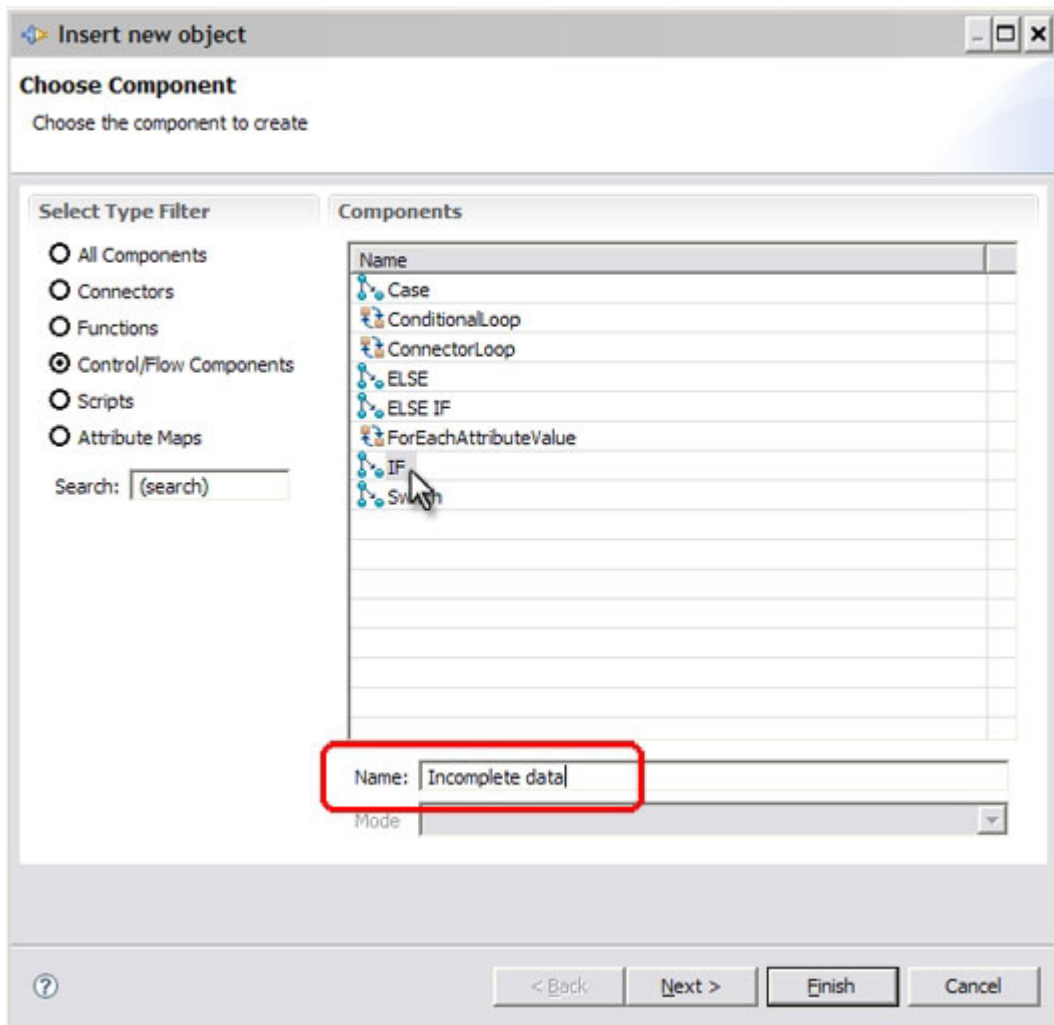 Insert new object
Choose Component
Choose the component to create
Select Type Filter
All Components
Connectors
Functions
Control/Flow Components
Scripts
Attribute Maps
Search: (search)
Components
Name
Case
ConditionalLoop
ConnectorLoop
ELSE
ELSE IF
ForEachAttributeValue
IF
Name: Incomplete data
Mode
< Back Next > Finish Cancel